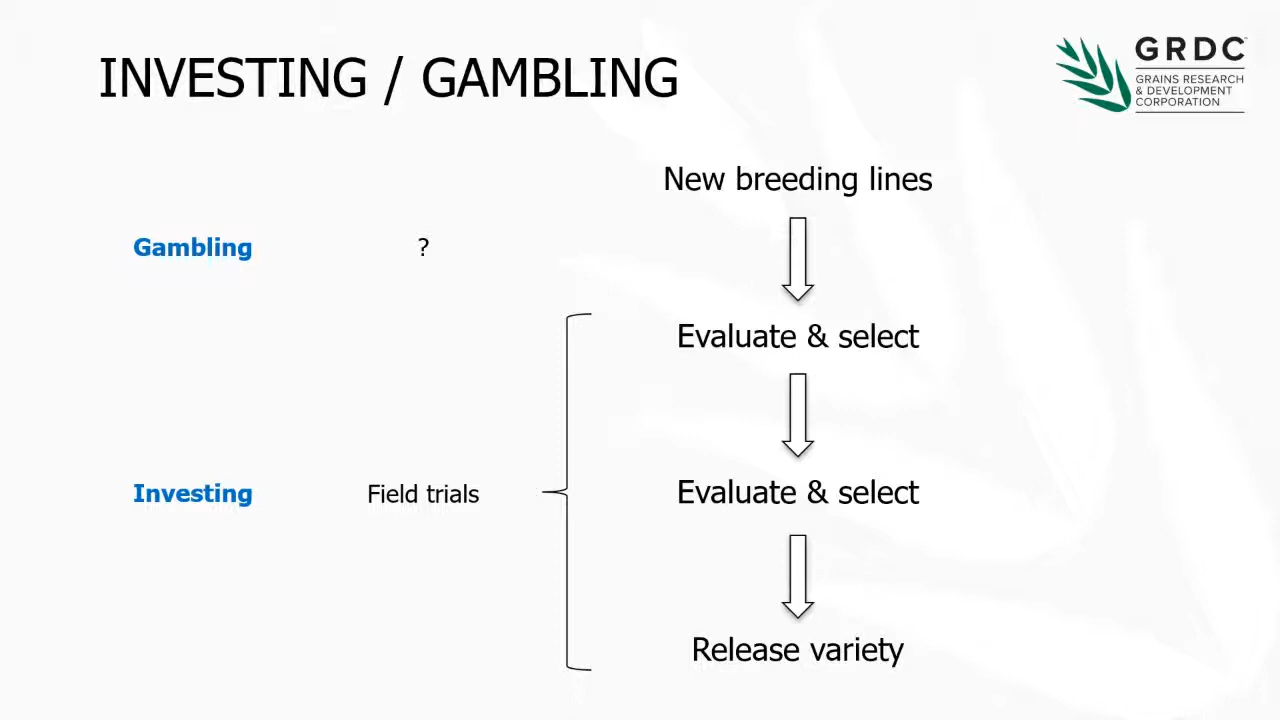 INVESTING / GAMBLING
GRDC™
GRAINS RESEARCH
& DEVELOPMENT
CORPORATION
New breeding lines
Gambling ?
Evaluate & select
Investing Field trials Evaluate & select
Release variety